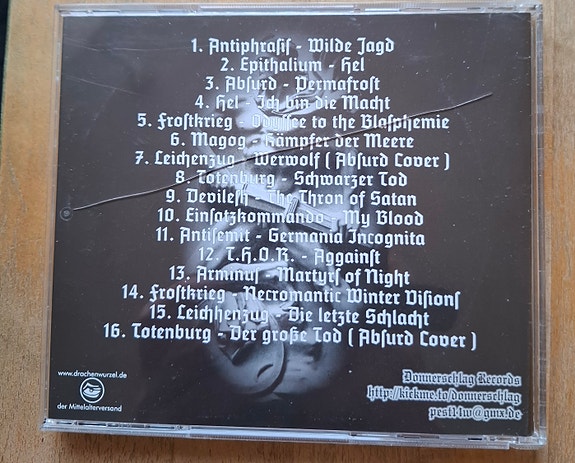 1. Antiphrasis - Wilde Jagd
2. Epithalium - Hel
3. Absurd - Permafrost
4. Hel - Ich bin die Macht
5. Frostkrieg - Odyssee to the Blasphemie
6. Magog - Kämpfer der Meere
7. Leichenzug - Werwolf ( Absurd Cover )
8. Totenburg - Schwarzer Tod
9. Devilesh - The Thron of Satan
10. Einsatzkommando - My Blood
11. Antisemit - Germania Incognita
12. T.H.O.R. - Aggainst
13. Arminus - Martyrs of Night
14. Frostkrieg - Necromantic Winter Visions
15. Leichhenzug - Die letzte Schlacht
16. Totenburg - Der große Tod ( Absurd Cover )
www.drachenwurzel.de
der Mittelalterversand
Donnerschlag Records
http://kickme.to/donnerschlag